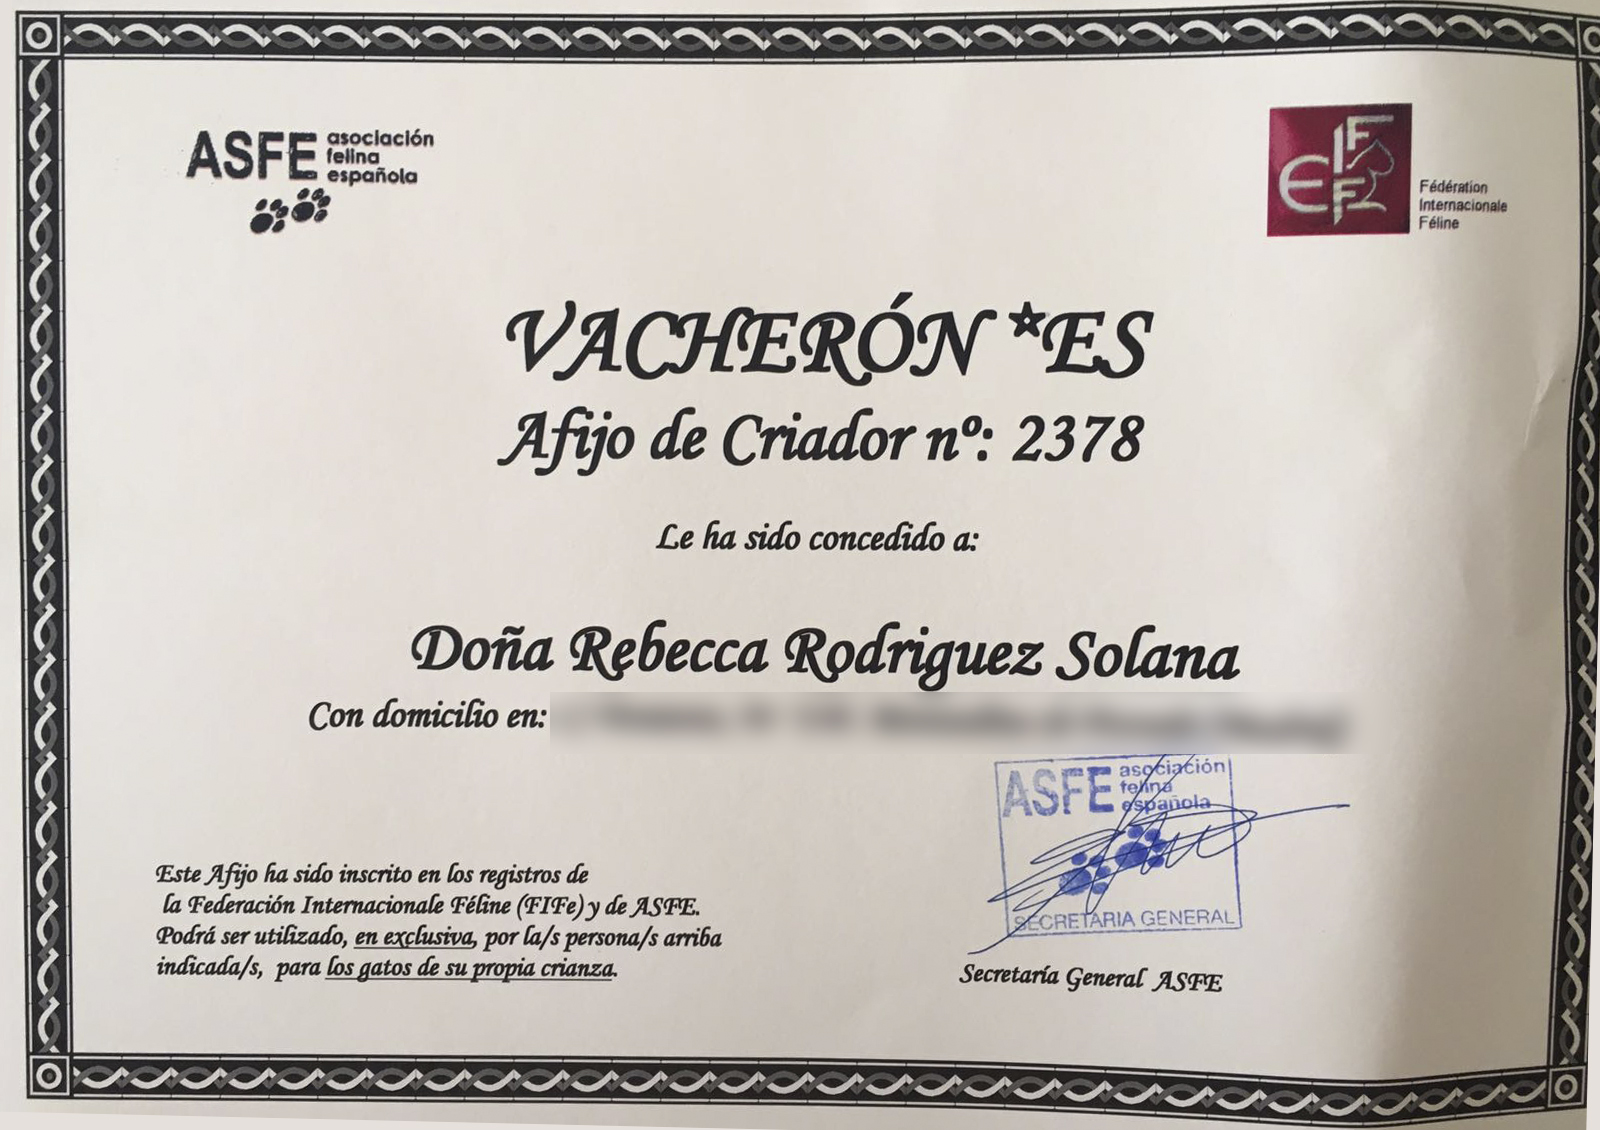 ASFE asociación
felina
española
FIFe
Fédération
Internacionale
Féline
VACHERÓN *ES
Afijo de Criador nº: 2378
Le ha sido concedido a:
Doña Rebecca Rodriguez Solana
Con domicilio en:
ASFE asociación
felina
española
SECRETARIA GENERAL
Secretaría General ASFE
Este Afijo ha sido inscrito en los registros de
la Federación Internacionale Féline (FIFe) y de ASFE.
Podrá ser utilizado, en exclusiva, por la/s persona/s arriba
indicada/s, para los gatos de su propia crianza.